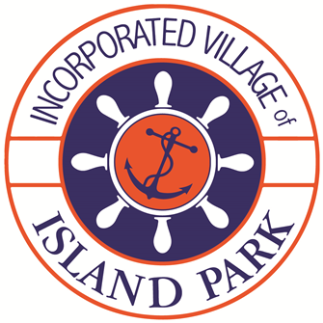 INCORPORATED VILLAGE of
ISLAND PARK